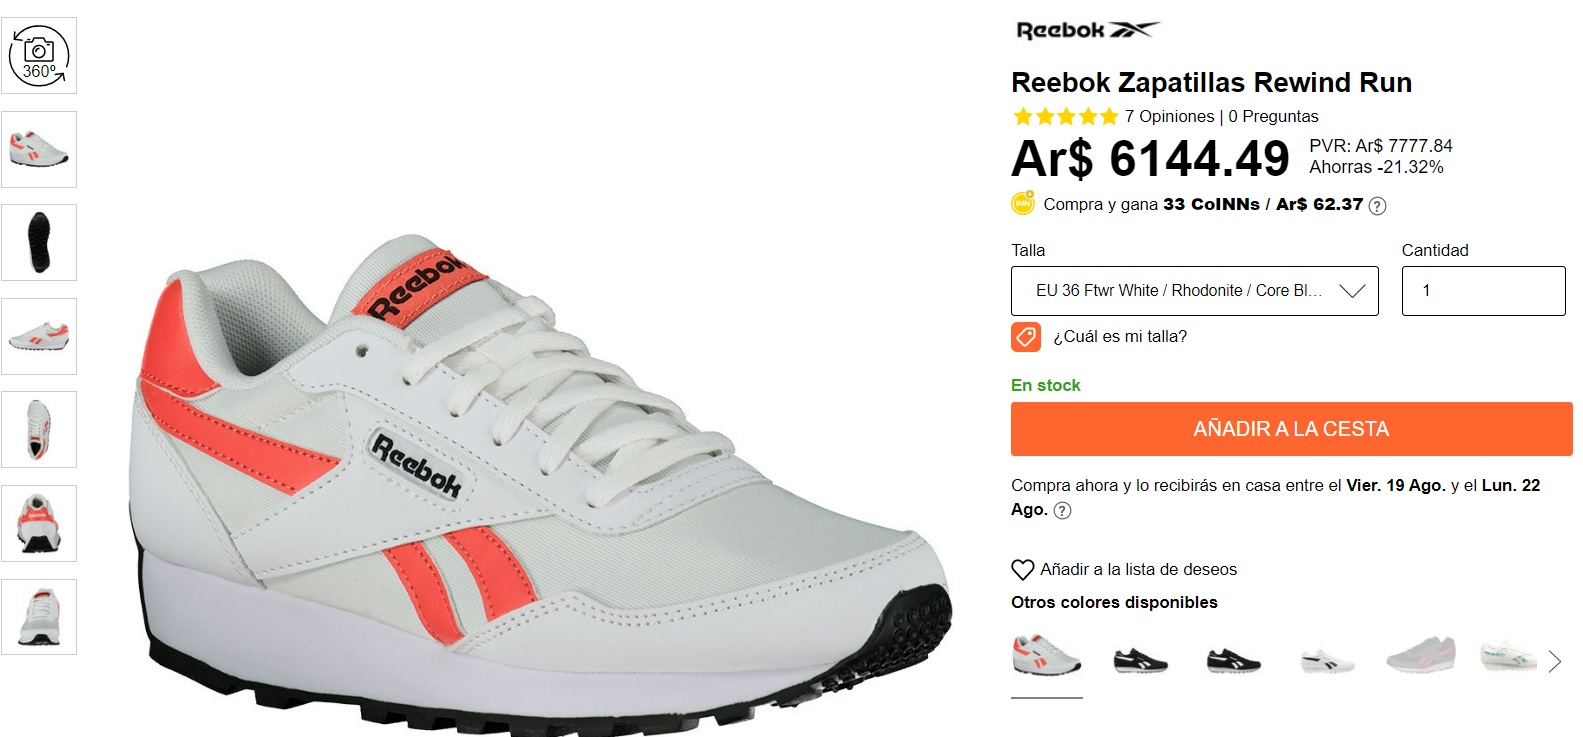 360º
Reebok
Reebok
Reebok
Reebok Zapatillas Rewind Run
7 Opiniones | 0 Preguntas
Ar$ 6144.49
PVR: Ar$ 7777.84
Ahorras -21.32%
INN
Compra y gana 33 CoINNs / Ar$ 62.37 ?
Talla
Cantidad
EU 36 Ftwr White / Rhodonite / Core Bl...
1
¿Cuál es mi talla?
En stock
AÑADIR A LA CESTA
Compra ahora y lo recibirás en casa entre el Vier. 19 Ago. y el Lun. 22
Ago. ?
Añadir a la lista de deseos
Otros colores disponibles